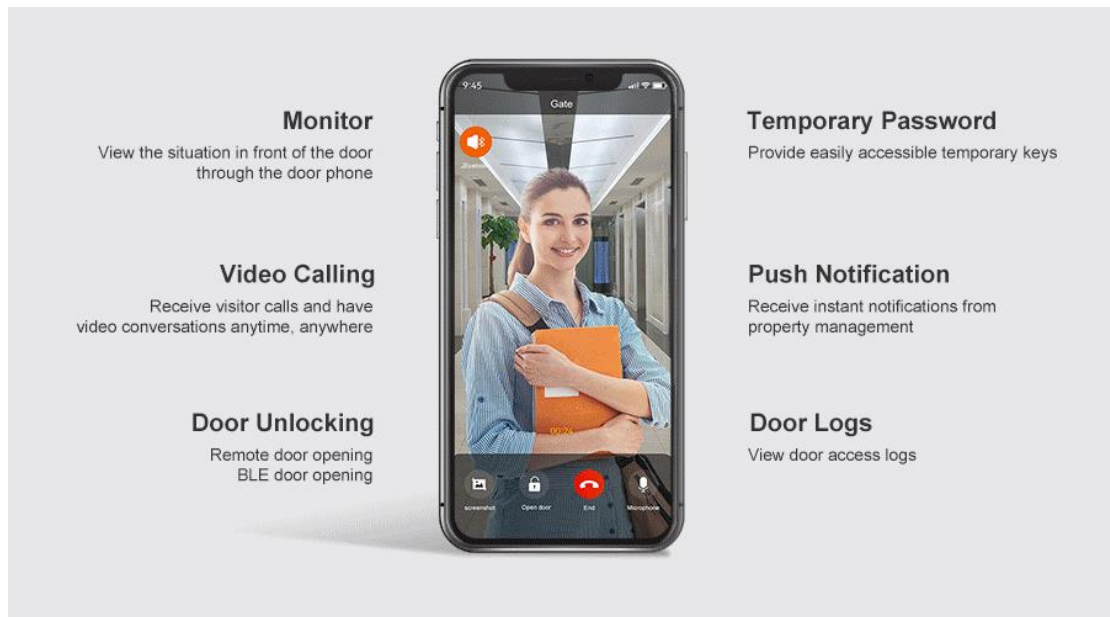 Monitor
View the situation in front of the door
through the door phone
Video Calling
Receive visitor calls and have
video conversations anytime, anywhere
Door Unlocking
Remote door opening
BLE door opening
9:45
Gate
00:24
screenshot
Open door
End
Microphone
Temporary Password
Provide easily accessible temporary keys
Push Notification
Receive instant notifications from
property management
Door Logs
View door access logs